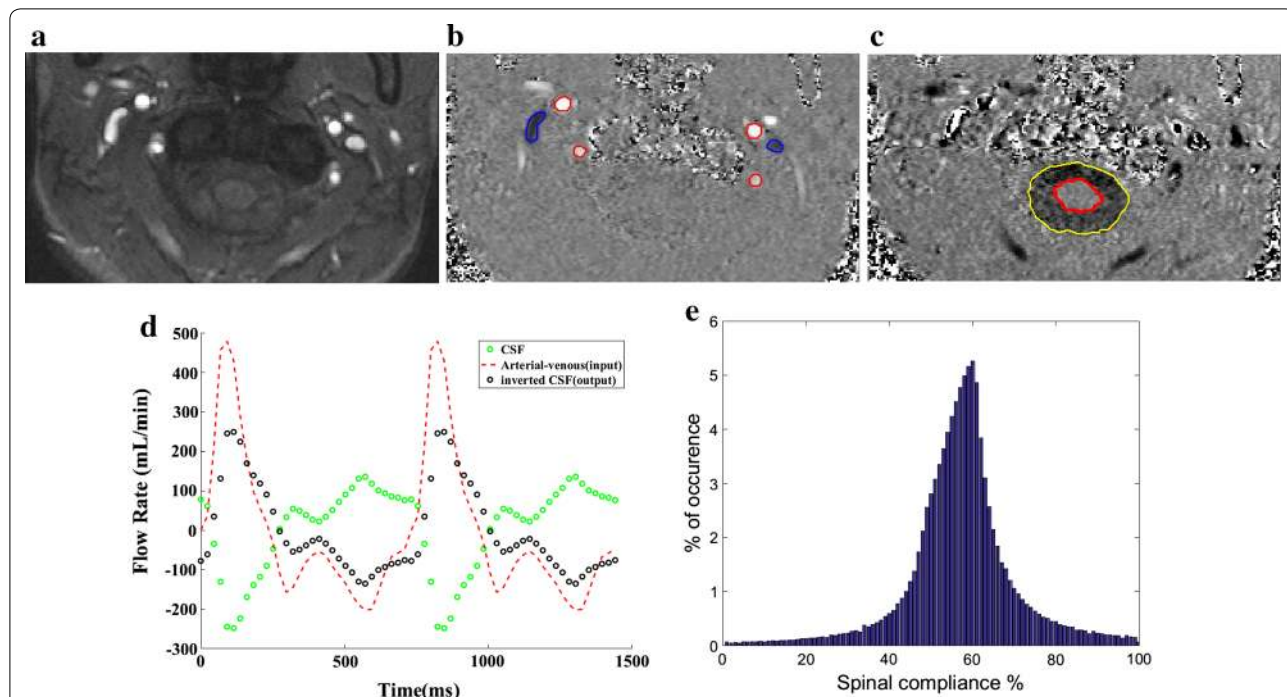 a
b
c
d
500
400
300
200
100
0
-100
-200
-300
Flow Rate (mL/min)
0
500
1000
1500
Time(ms)
CSF
Arterial-venous(input)
inverted CSF(output)
e
6
5
4
3
2
1
0
% of occurence
0
20
40
60
80
100
Spinal compliance %